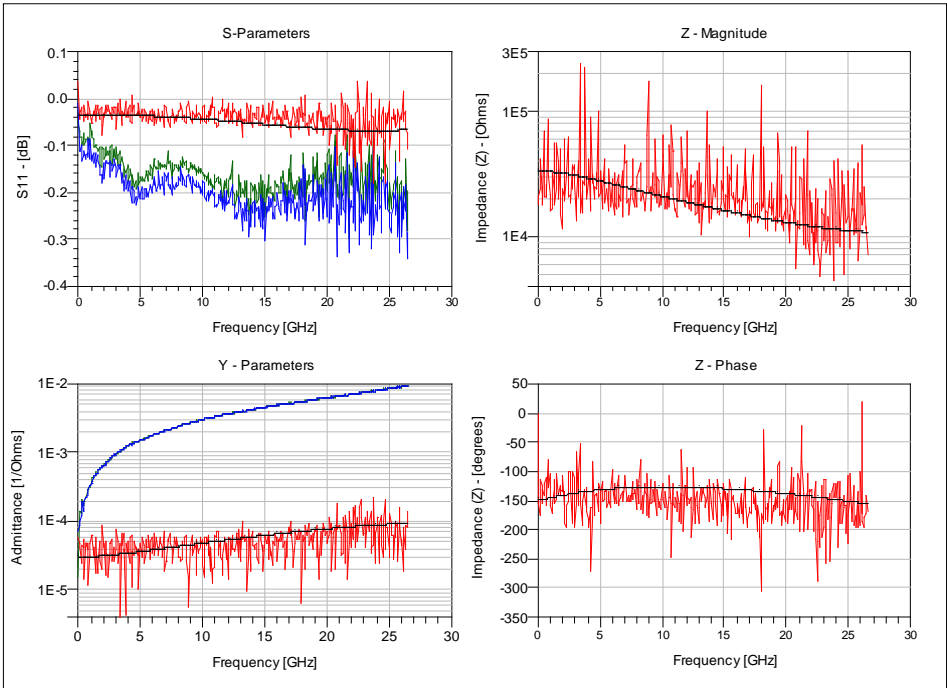 S-Parameters
0.1
0.0
-0.1
-0.2
-0.3
-0.4
S11 - [dB]
0 5 10 15 20 25 30
Frequency [GHz]
Z - Magnitude
3E5
1E5
1E4
Impedance (Z) - [Ohms]
0 5 10 15 20 25 30
Frequency [GHz]
Y - Parameters
1E-2
1E-3
1E-4
1E-5
Admittance [1/Ohms]
0 5 10 15 20 25 30
Frequency [GHz]
Z - Phase
50
0
-50
-100
-150
-200
-250
-300
-350
Impedance (Z) - [degrees]
0 5 10 15 20 25 30
Frequency [GHz]